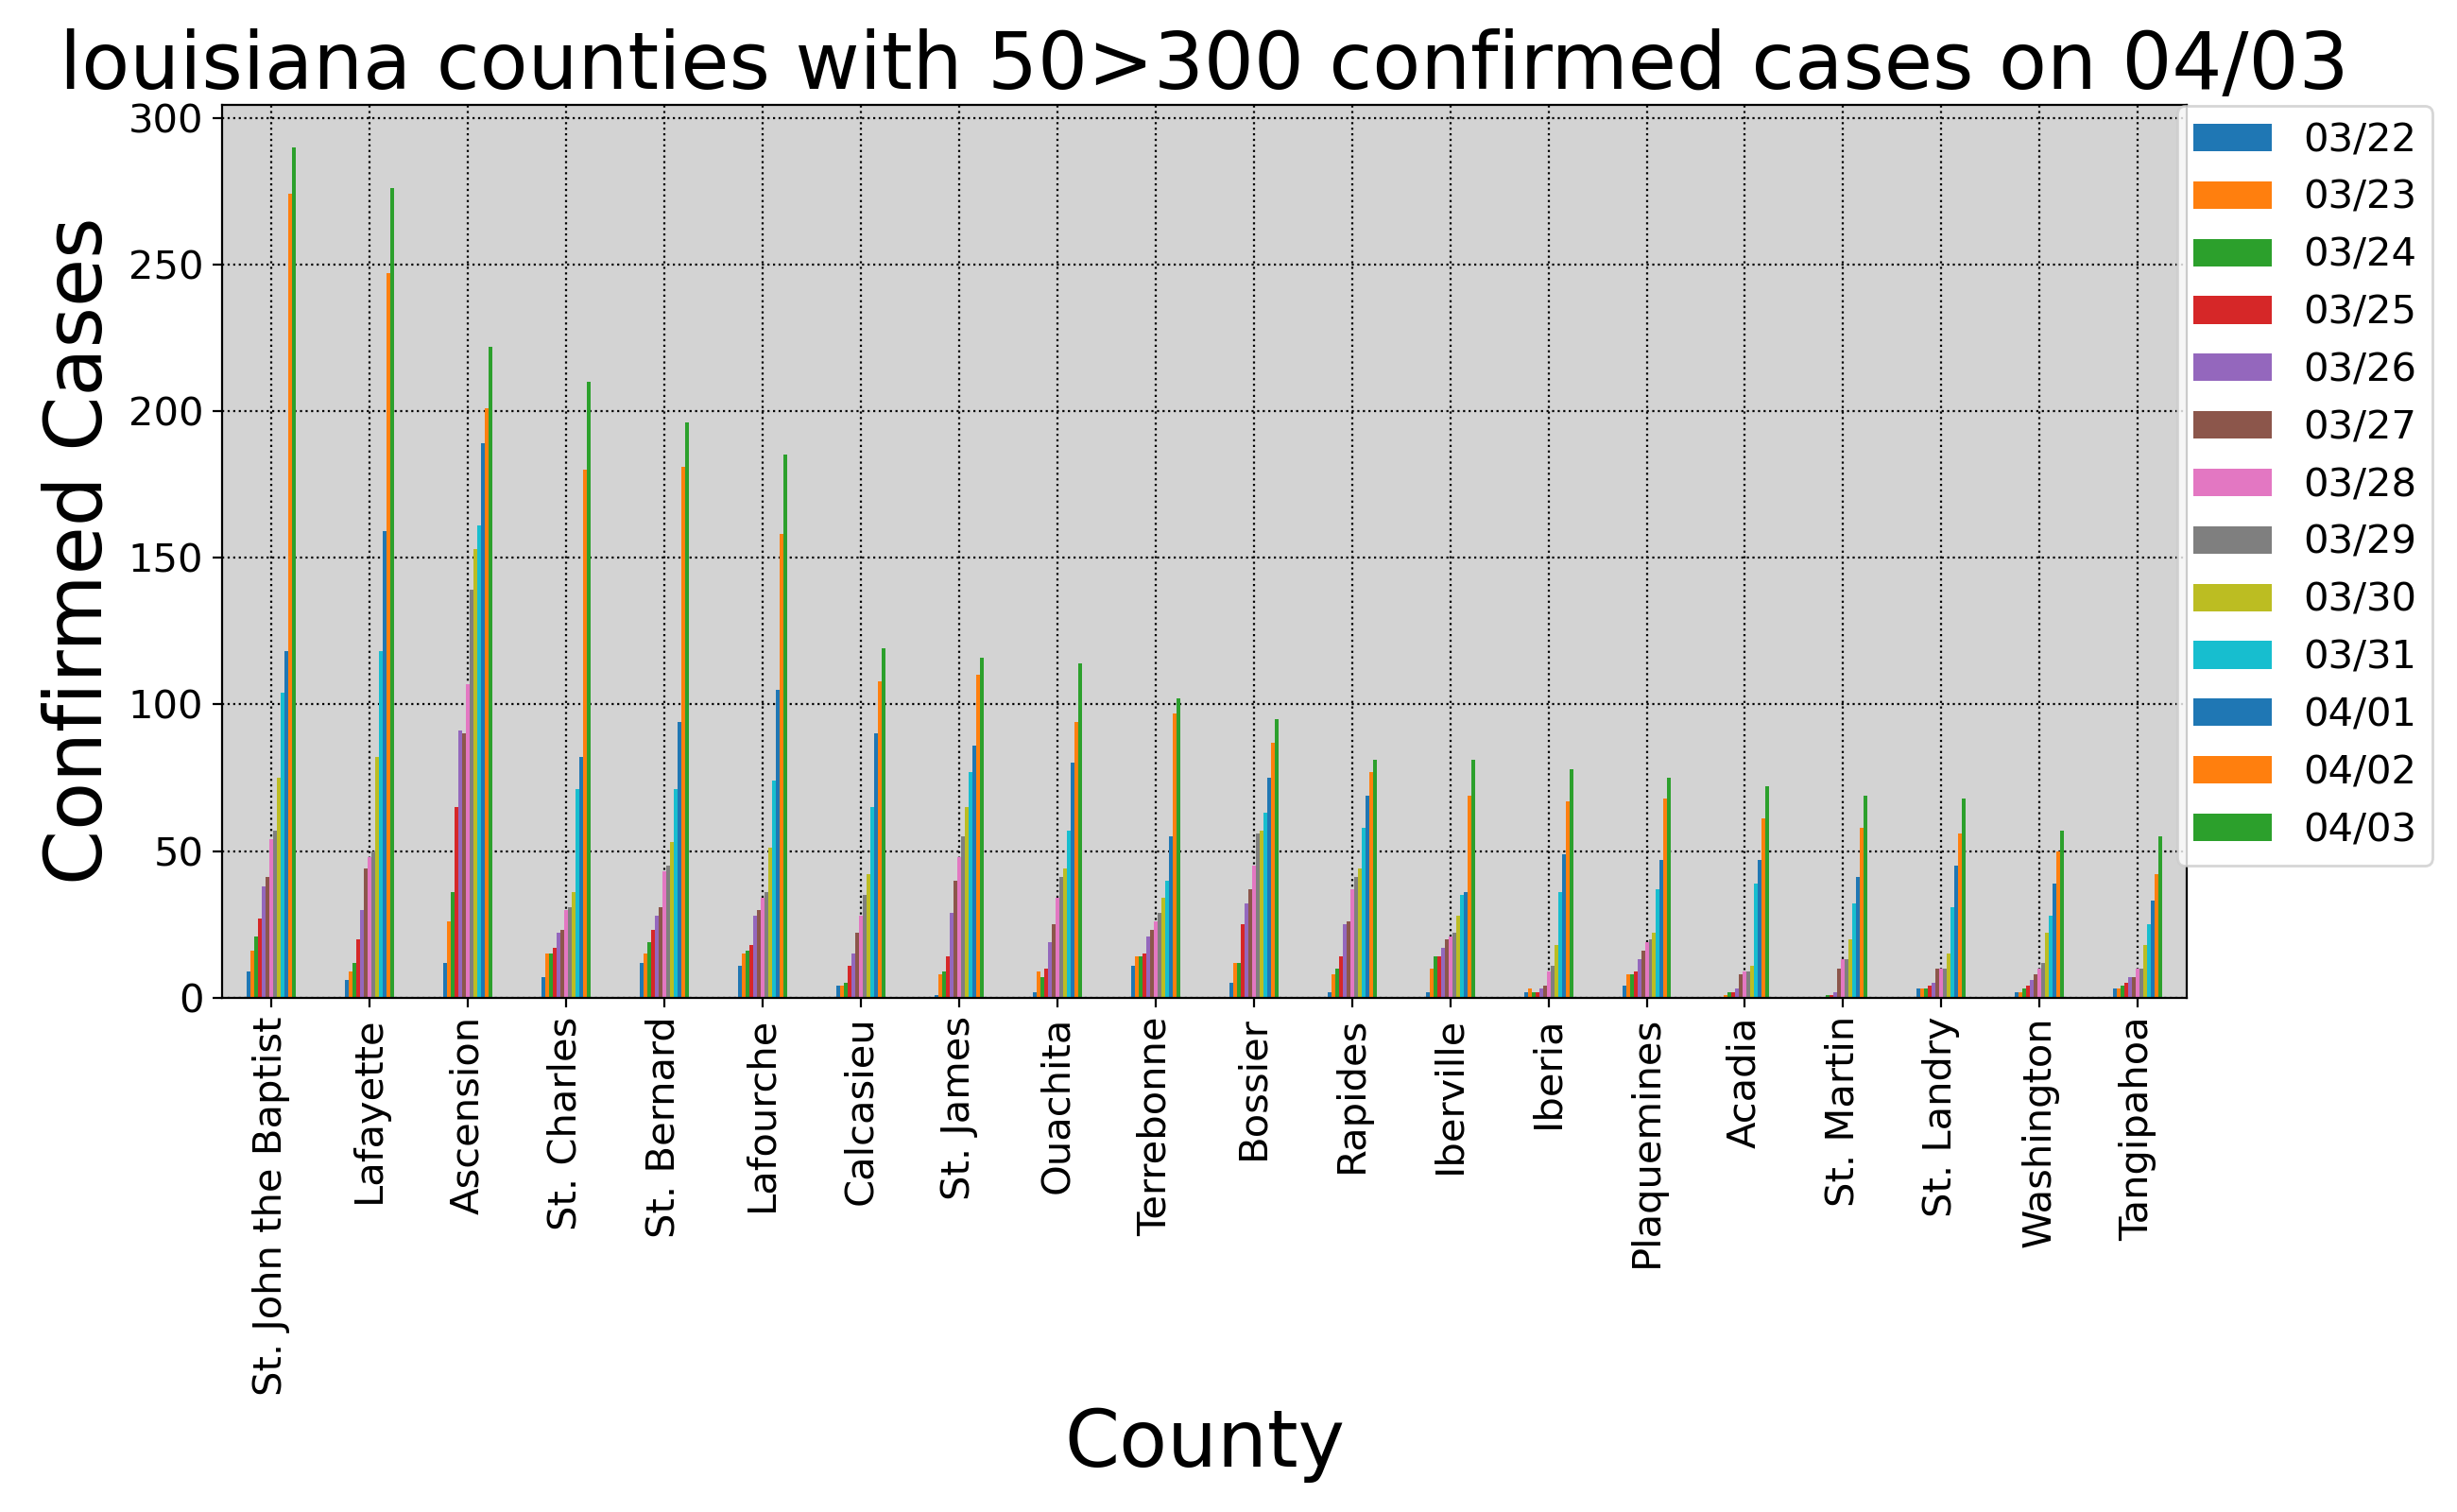 louisiana counties with 50>300 confirmed cases on 04/03
Confirmed Cases
300
250
200
150
100
50
0
03/22
03/23
03/24
03/25
03/26
03/27
03/28
03/29
03/30
03/31
04/01
04/02
04/03
St. John the Baptist
Lafayette
Ascension
St. Charles
St. Bernard
Lafourche
Calcasieu
St. James
Ouachita
Terrebonne
Bossier
Rapides
Iberville
Iberia
Plaquemines
Acadia
St. Martin
St. Landry
Washington
Tangipahoa
County